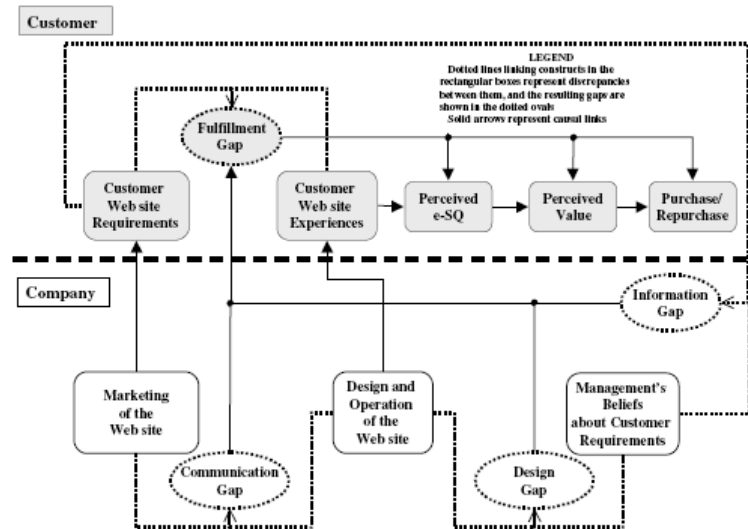 Customer
LEGEND
Dotted lines linking constructs in the
rectangular boxes represent discrepancies
between them, and the resulting gaps are
shown in the dotted ovals
Solid arrows represent causal links
Fulfillment
Gap
Customer
Web site
Requirements
Customer
Web site
Experiences
Perceived
e-SQ
Perceived
Value
Purchase/
Repurchase
Company
Information
Gap
Marketing
of the
Web site
Design and
Operation
of the
Web site
Management's
Beliefs
about Customer
Requirements
Communication
Gap
Design
Gap